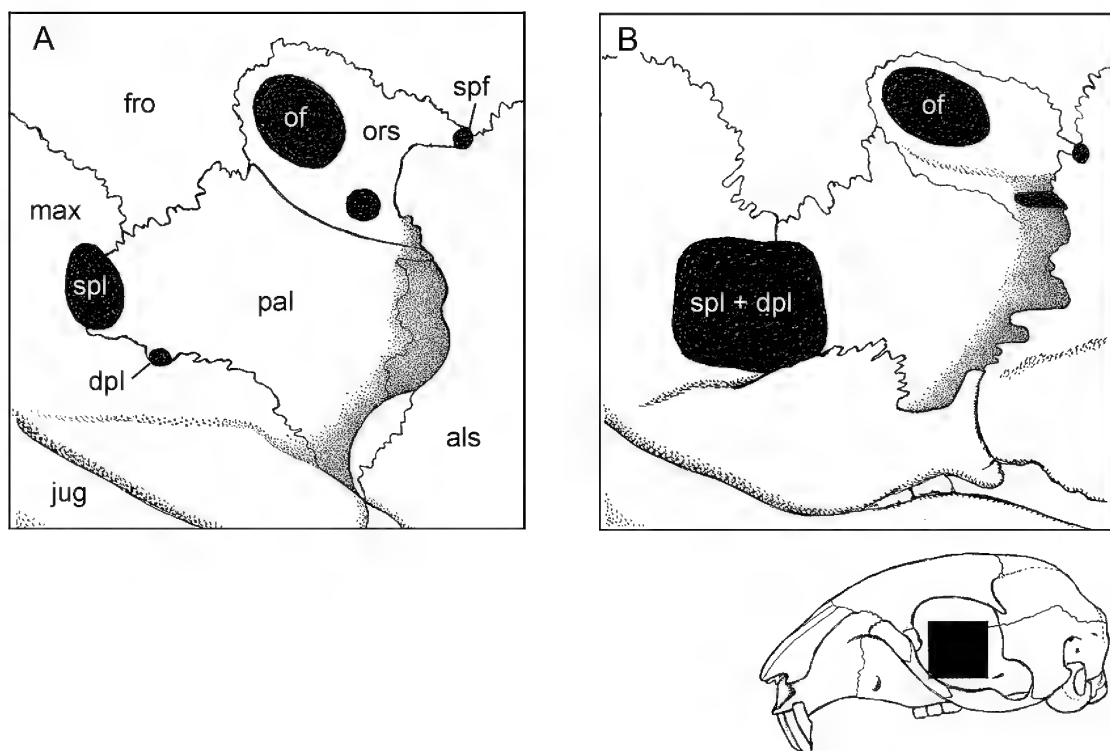 A
fro
of
spf
ors
max
spl
pal
dpl
als
jug
B
of
spl + dpl